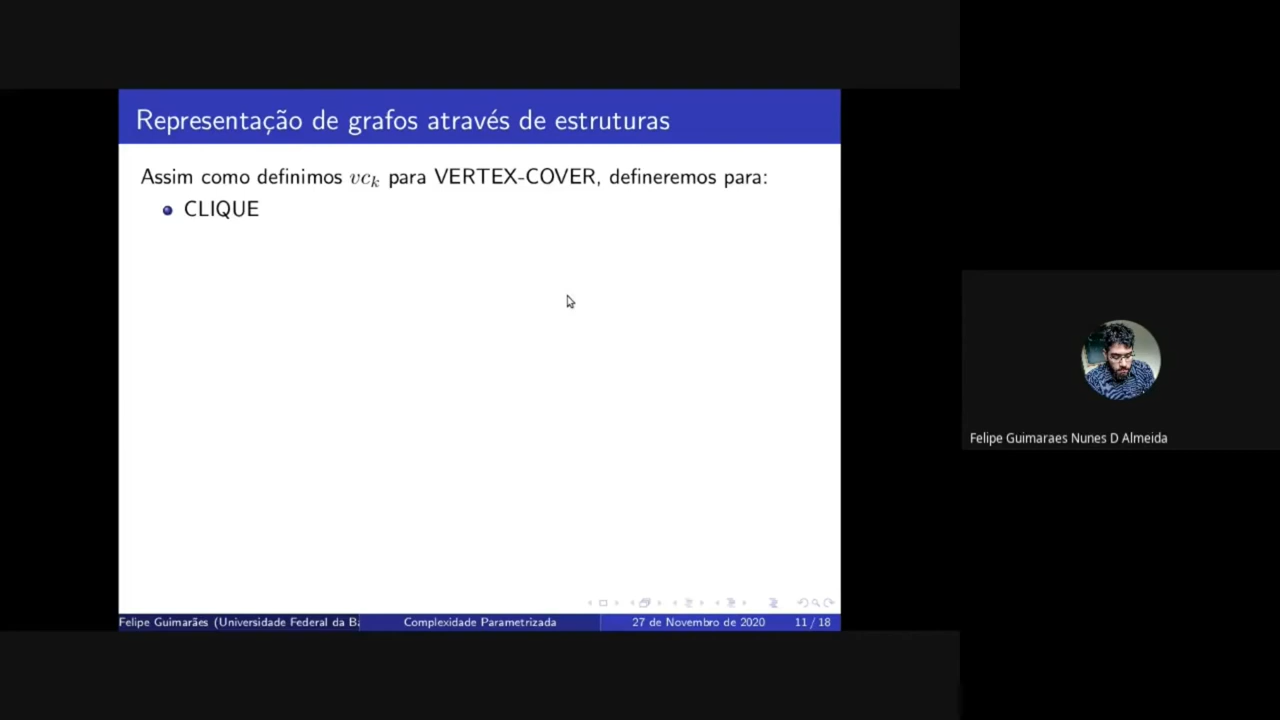 Representação de grafos através de estruturas
Assim como definimos vc_k para VERTEX-COVER, defineremos para:
CLIQUE
Felipe Guimaraes Nunes D Almeida
Felipe Guimarães (Universidade Federal da Ba
Complexidade Parametrizada
27 de Novembro de 2020
11 / 18